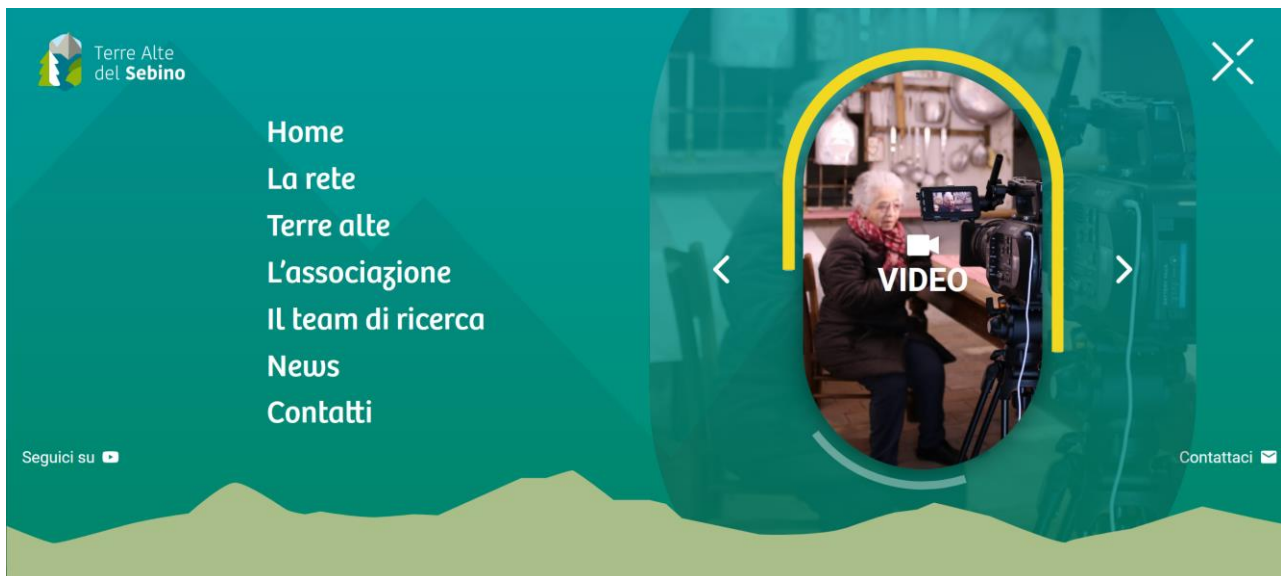 Terre Alte
del Sebino
Home
La rete
Terre alte
L'associazione
Il team di ricerca
News
Contatti
VIDEO
Seguici su
Contattaci